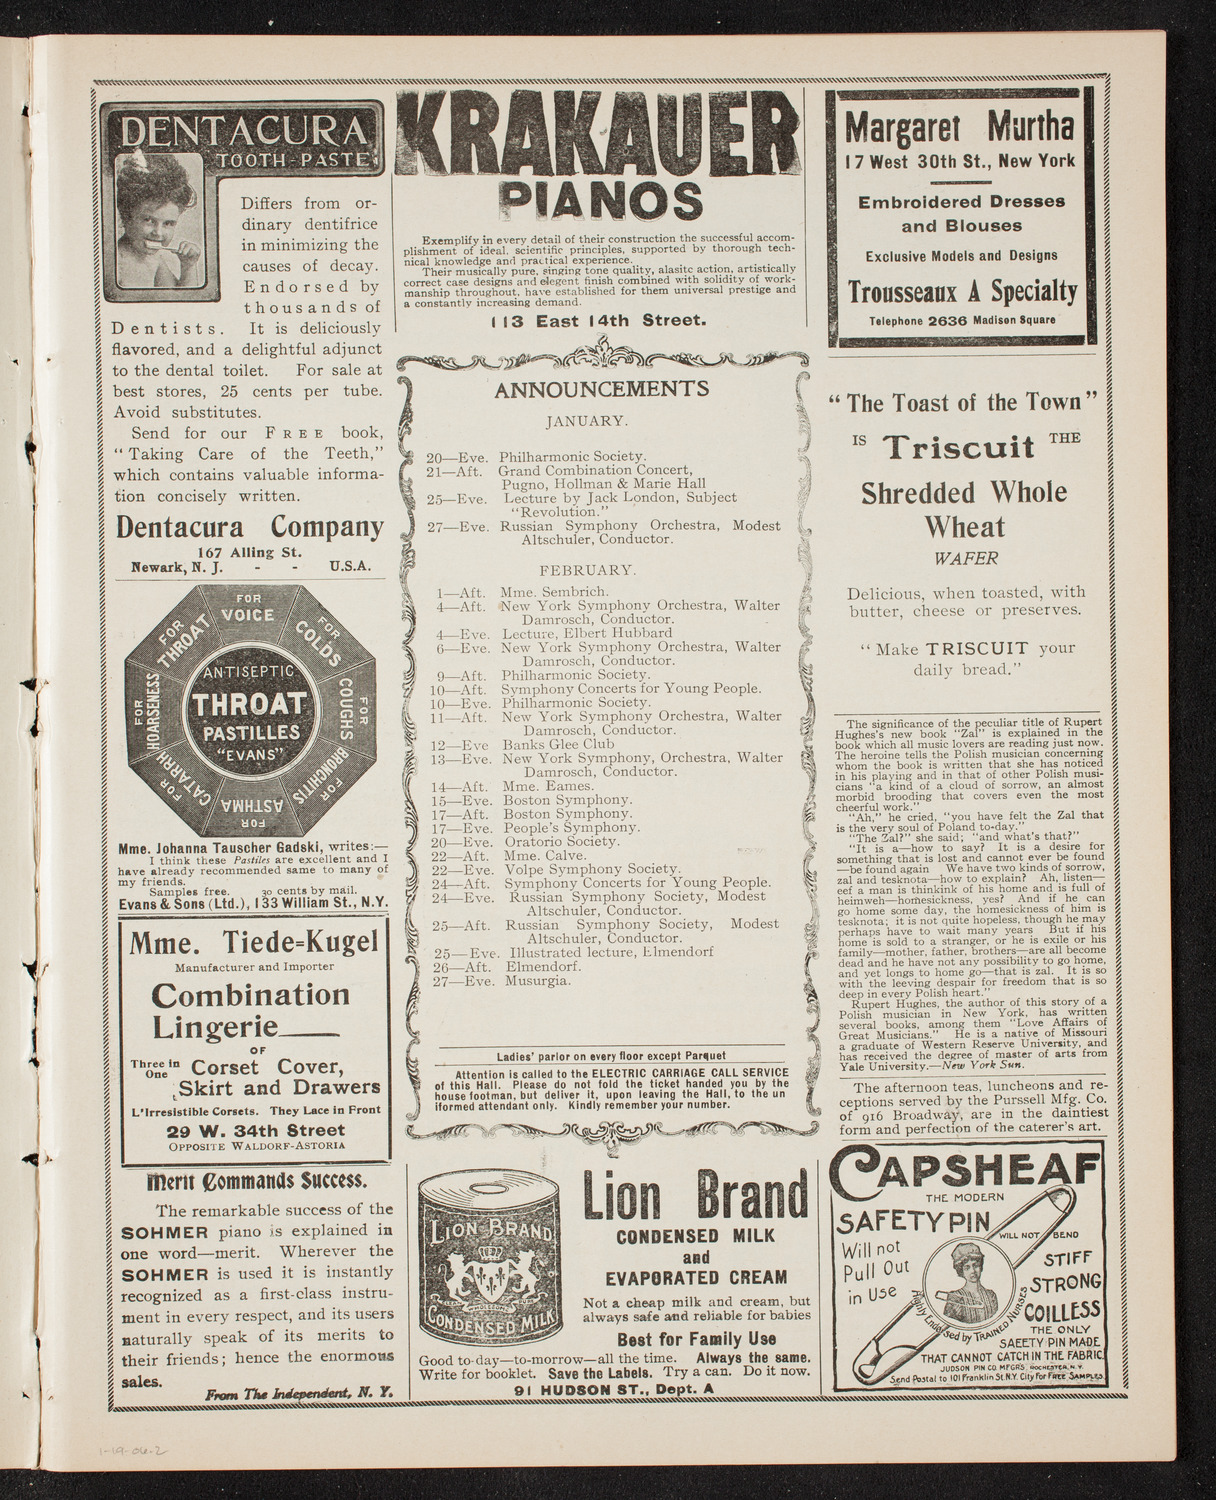 DENTACURA
TOOTH-PASTE
Differs from or-
dinary dentifrice
in minimizing the
causes of decay.
Endorsed by
thousands of
Dentists. It is deliciously
flavored, and a delightful adjunct
to the dental toilet. For sale at
best stores, 25 cents per tube.
Avoid substitutes.
Send for our FREE book,
"Taking Care of the Teeth,"
which contains valuable informa-
tion concisely written.
Dentacura Company
167 Alling St.
Newark, N. J. - - U.S.A.
FOR VOICE
FOR COLDS
FOR COUGHS
FOR BRONCHITIS
FOR ASTHMA
FOR CATARRH
FOR HOARSENESS
FOR THROAT
ANTISEPTIC
THROAT
PASTILLES
"EVANS"
Mme. Johanna Tauscher Gadski, writes:—
I think these Pastiles are excellent and I
have already recommended same to many of
my friends.
Samples free. 30 cents by mail.
Evans & Sons (Ltd.), 133 William St., N.Y.
Mme. Tiede=Kugel
Manufacturer and Importer
Combination
Lingerie
OF
Three in One Corset Cover,
Skirt and Drawers
L'Irresistible Corsets. They Lace in Front
29 W. 34th Street
OPPOSITE WALDORF-ASTORIA
Merit Commands Success.
The remarkable success of the
SOHMER piano is explained in
one word—merit. Wherever the
SOHMER is used it is instantly
recognized as a first-class instru-
ment in every respect, and its users
naturally speak of its merits to
their friends; hence the enormous
sales.
From The Independent, N. Y.
KRAKAUER
PIANOS
Exemplify in every detail of their construction the successful accom-
plishment of ideal, scientific principles, supported by thorough tech-
nical knowledge and practical experience.
Their musically pure, singing tone quality, alasitc action, artistically
correct case designs and elegent finish combined with solidity of work-
manship throughout, have established for them universal prestige and
a constantly increasing demand.
113 East 14th Street.
ANNOUNCEMENTS
JANUARY.
20—Eve. Philharmonic Society.
21—Aft. Grand Combination Concert,
Pugno, Hollman & Marie Hall
25—Eve. Lecture by Jack London, Subject
"Revolution."
27—Eve. Russian Symphony Orchestra, Modest
Altschuler, Conductor.
FEBRUARY.
1—Aft. Mme. Sembrich.
4—Aft. New York Symphony Orchestra, Walter
Damrosch, Conductor.
4—Eve. Lecture, Elbert Hubbard
6—Eve. New York Symphony Orchestra, Walter
Damrosch, Conductor.
9—Aft. Philharmonic Society.
10—Aft. Symphony Concerts for Young People.
10—Eve. Philharmonic Society.
11—Aft. New York Symphony Orchestra, Walter
Damrosch, Conductor.
12—Eve Banks Glee Club
13—Eve. New York Symphony, Orchestra, Walter
Damrosch, Conductor.
14—Aft. Mme. Eames.
15—Eve. Boston Symphony.
17—Aft. Boston Symphony.
17—Eve. People's Symphony.
20—Eve. Oratorio Society.
22—Aft. Mme. Calve.
22—Eve. Volpe Symphony Society.
24—Aft. Symphony Concerts for Young People.
24—Eve. Russian Symphony Society, Modest
Altschuler, Conductor.
25—Aft. Russian Symphony Society, Modest
Altschuler, Conductor.
25—Eve. Illustrated lecture, Elmendorf
26—Aft. Elmendorf.
27—Eve. Musurgia.
Ladies' parlor on every floor except Parquet
Attention is called to the ELECTRIC CARRIAGE CALL SERVICE
of this Hall. Please do not fold the ticket handed you by the
house footman, but deliver it, upon leaving the Hall, to the un
iformed attendant only. Kindly remember your number.
LION-BRAND
CONDENSED MILK
Lion Brand
CONDENSED MILK
and
EVAPORATED CREAM
Not a cheap milk and cream, but
always safe and reliable for babies
Best for Family Use
Good to-day—to-morrow—all the time. Always the same.
Write for booklet. Save the Labels. Try a can. Do it now.
91 HUDSON ST., Dept. A
Margaret Murtha
17 West 30th St., New York
Embroidered Dresses
and Blouses
Exclusive Models and Designs
Trousseaux A Specialty
Telephone 2636 Madison Square
"The Toast of the Town"
IS Triscuit THE
Shredded Whole
Wheat
WAFER
Delicious, when toasted, with
butter, cheese or preserves.
"Make TRISCUIT your
daily bread."
The significance of the peculiar title of Rupert
Hughes's new book "Zal" is explained in the
book which all music lovers are reading just now.
The heroine tells the Polish musician concerning
whom the book is written that she has noticed
in his playing and in that of other Polish musi-
cians "a kind of a cloud of sorrow, an almost
morbid brooding that covers even the most
cheerful work."
"Ah," he cried, "you have felt the Zal that
is the very soul of Poland to-day."
"The Zal?" she said; "and what's that?"
"It is a—how to say? It is a desire for
something that is lost and cannot ever be found
—be found again We have two kinds of sorrow,
zal and tesknota—how to explain? Ah, listen—
eef a man is thinkink of his home and is full of
heimweh—homesickness, yes? And if he can
go home some day, the homesickness of him is
tesknota; it is not quite hopeless, though he may
perhaps have to wait many years But if his
home is sold to a stranger, or he is exile or his
family—mother, father, brothers—are all become
dead and he have not any possibility to go home,
and yet longs to home go—that is zal. It is so
with the leeving despair for freedom that is so
deep in every Polish heart."
Rupert Hughes, the author of this story of a
Polish musician in New York, has written
several books, among them "Love Affairs of
Great Musicians." He is a native of Missouri
a graduate of Western Reserve University, and
has received the degree of master of arts from
Yale University.—New York Sun.
The afternoon teas, luncheons and re-
ceptions served by the Purssell Mfg. Co.
of 916 Broadway, are in the daintiest
form and perfection of the caterer's art.
CAPSHEAF
THE MODERN
SAFETY PIN
WILL NOT BEND
Will not
Pull Out
in Use
STIFF
STRONG
COILLESS
Highly Endorsed by TRAINED NURSES
THE ONLY
SAFETY PIN MADE
THAT CANNOT CATCH IN THE FABRIC.
JUDSON PIN CO. MFGRS. ROCHESTER, N.Y.
Send Postal to 101 Franklin St. N.Y. City For FREE SAMPLES
1-19-06-2